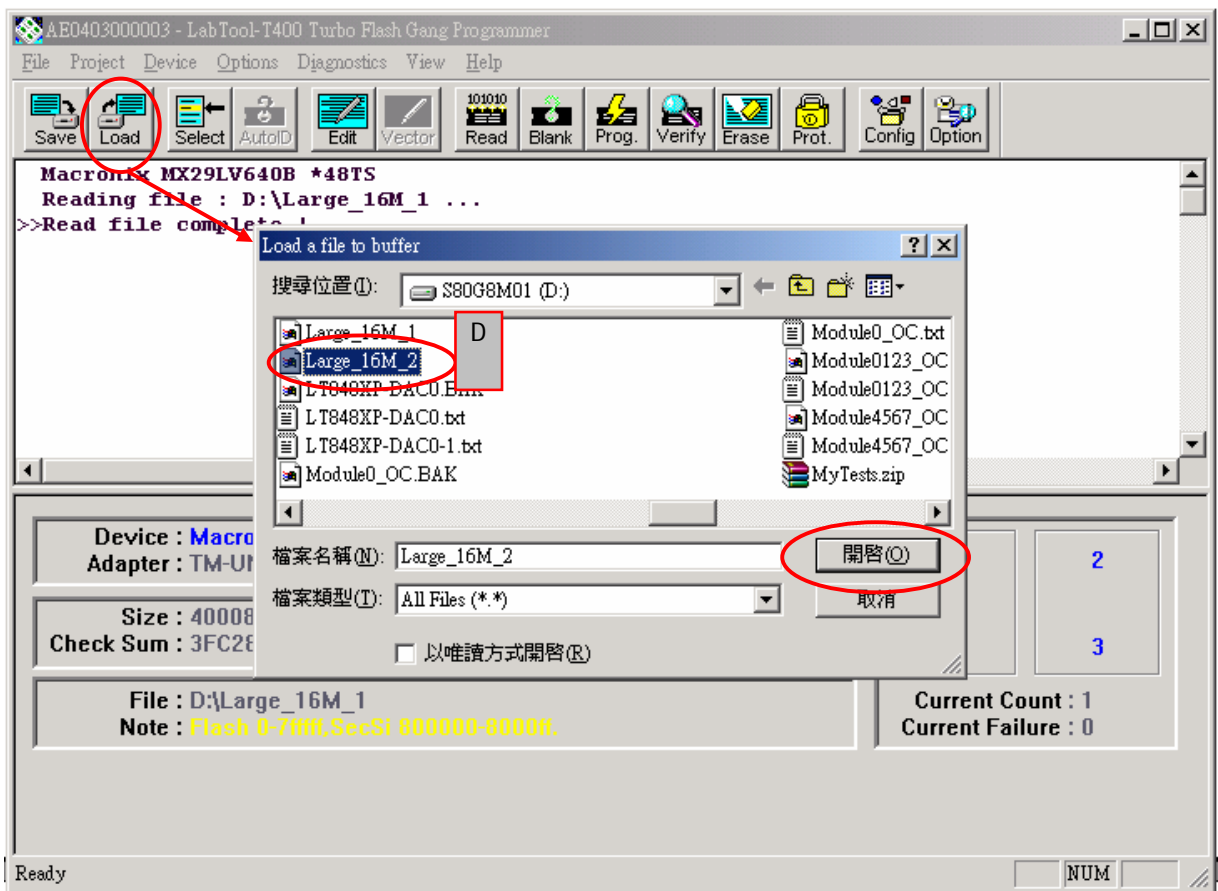 AE0403000003 - LabTool-T400 Turbo Flash Gang Programmer
File Project Device Options Diagnostics View Help
Save Load Select AutoID Edit Vector Read Blank Prog. Verify Erase Prot. Config Option
101010
Macronix MX29LV640B *48TS
Reading file : D:\Large_16M_1 ...
>>Read file complete !
Load a file to buffer
搜尋位置(I): S80G8M01 (D:)
Large_16M_1
Large_16M_2
LT848XP-DAC0.BAK
LT848XP-DAC0.txt
LT848XP-DAC0-1.txt
Module0_OC.BAK
D
Module0_OC.txt
Module0123_OC
Module0123_OC
Module4567_OC
Module4567_OC
MyTests.zip
檔案名稱(N): Large_16M_2
開啓(O)
檔案類型(T): All Files (*.*)
取消
以唯讀方式開啓(R)
Device : Macro
Adapter : TM-UN
Size : 40008
Check Sum : 3FC28
2
3
File : D:\Large_16M_1
Note : Flash 0-7fffff,SecSi 800000-8000ff.
Current Count : 1
Current Failure : 0
Ready
NUM